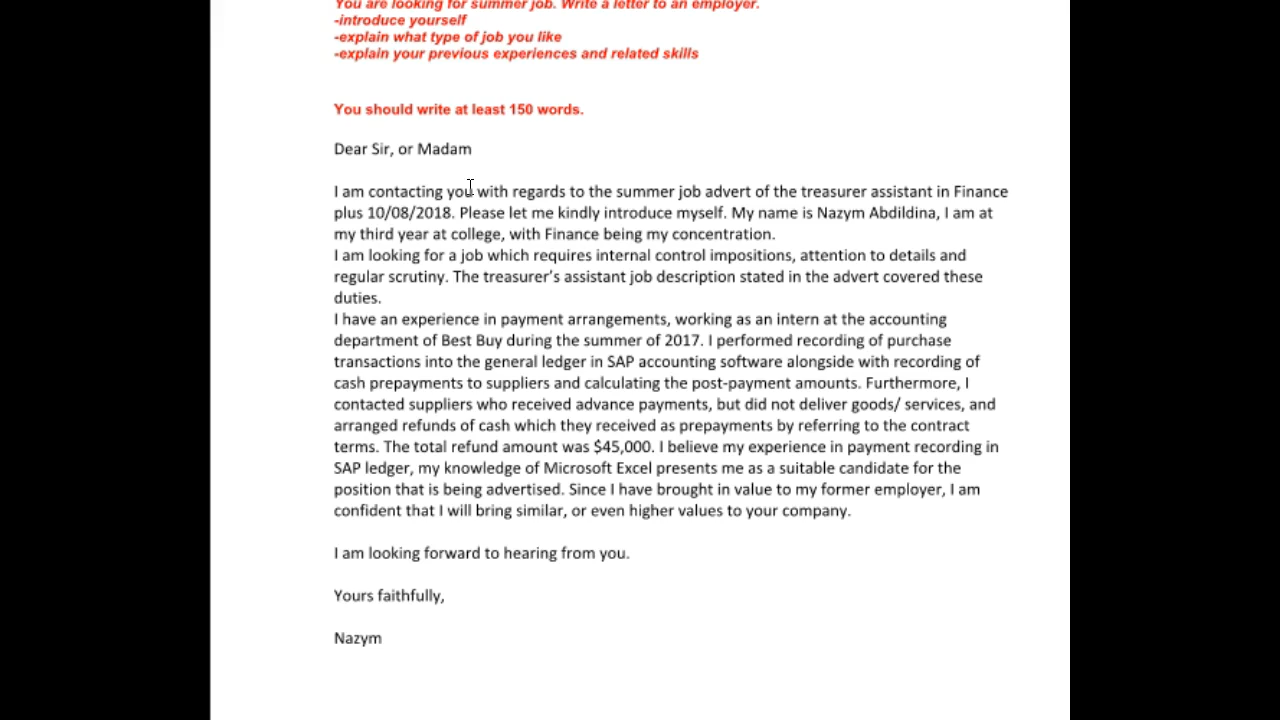 You are looking for summer job. Write a letter to an employer.
-introduce yourself
-explain what type of job you like
-explain your previous experiences and related skills
You should write at least 150 words.
Dear Sir, or Madam
I am contacting you with regards to the summer job advert of the treasurer assistant in Finance
plus 10/08/2018. Please let me kindly introduce myself. My name is Nazym Abdildina, I am at
my third year at college, with Finance being my concentration.
I am looking for a job which requires internal control impositions, attention to details and
regular scrutiny. The treasurer's assistant job description stated in the advert covered these
duties.
I have an experience in payment arrangements, working as an intern at the accounting
department of Best Buy during the summer of 2017. I performed recording of purchase
transactions into the general ledger in SAP accounting software alongside with recording of
cash prepayments to suppliers and calculating the post-payment amounts. Furthermore, I
contacted suppliers who received advance payments, but did not deliver goods/ services, and
arranged refunds of cash which they received as prepayments by referring to the contract
terms. The total refund amount was $45,000. I believe my experience in payment recording in
SAP ledger, my knowledge of Microsoft Excel presents me as a suitable candidate for the
position that is being advertised. Since I have brought in value to my former employer, I am
confident that I will bring similar, or even higher values to your company.
I am looking forward to hearing from you.
Yours faithfully,
Nazym